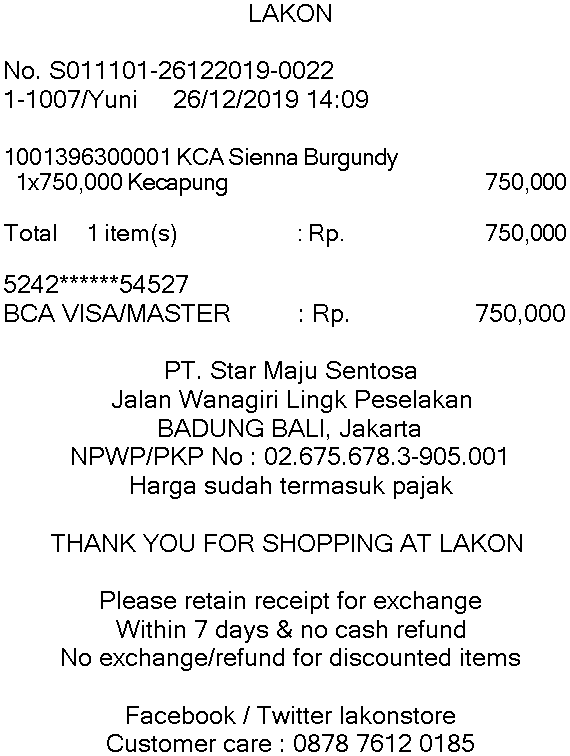 LAKON
No. S011101-26122019-0022
1-1007/Yuni 26/12/2019 14:09
1001396300001 KCA Sienna Burgundy
1x750,000 Kecapung 750,000
Total 1 item(s) : Rp. 750,000
5242******54527
BCA VISA/MASTER : Rp. 750,000
PT. Star Maju Sentosa
Jalan Wanagiri Lingk Peselakan
BADUNG BALI, Jakarta
NPWP/PKP No : 02.675.678.3-905.001
Harga sudah termasuk pajak
THANK YOU FOR SHOPPING AT LAKON
Please retain receipt for exchange
Within 7 days & no cash refund
No exchange/refund for discounted items
Facebook / Twitter lakonstore
Customer care : 0878 7612 0185